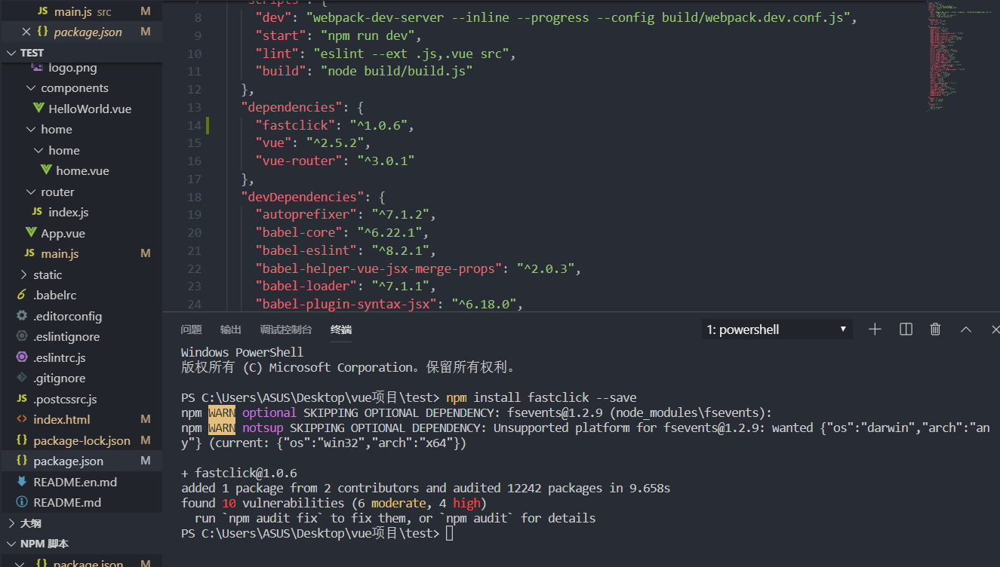 main.js src M
package.json M
TEST
logo.png
components
HelloWorld.vue
home
home
home.vue
router
index.js
App.vue
main.js M
static
.babelrc
.editorconfig
.eslintignore
.eslintrc.js
.gitignore
.postcssrc.js
index.html M
package-lock.json M
package.json M
README.en.md
README.md
大纲
NPM 脚本
package.json M
7 "scripts": {
8 "dev": "webpack-dev-server --inline --progress --config build/webpack.dev.conf.js",
9 "start": "npm run dev",
10 "lint": "eslint --ext .js,.vue src",
11 "build": "node build/build.js"
12 },
13 "dependencies": {
14 "fastclick": "^1.0.6",
15 "vue": "^2.5.2",
16 "vue-router": "^3.0.1"
17 },
18 "devDependencies": {
19 "autoprefixer": "^7.1.2",
20 "babel-core": "^6.22.1",
21 "babel-eslint": "^8.2.1",
22 "babel-helper-vue-jsx-merge-props": "^2.0.3",
23 "babel-loader": "^7.1.1",
24 "babel-plugin-syntax-jsx": "^6.18.0",
问题 输出 调试控制台 终端 1: powershell
Windows PowerShell
版权所有 (C) Microsoft Corporation。保留所有权利。
PS C:\Users\ASUS\Desktop\vue项目\test> npm install fastclick --save
npm WARN optional SKIPPING OPTIONAL DEPENDENCY: fsevents@1.2.9 (node_modules\fsevents):
npm WARN notsup SKIPPING OPTIONAL DEPENDENCY: Unsupported platform for fsevents@1.2.9: wanted {"os":"darwin","arch":"an
y"} (current: {"os":"win32","arch":"x64"})
+ fastclick@1.0.6
added 1 package from 2 contributors and audited 12242 packages in 9.658s
found 10 vulnerabilities (6 moderate, 4 high)
run `npm audit fix` to fix them, or `npm audit` for details
PS C:\Users\ASUS\Desktop\vue项目\test>